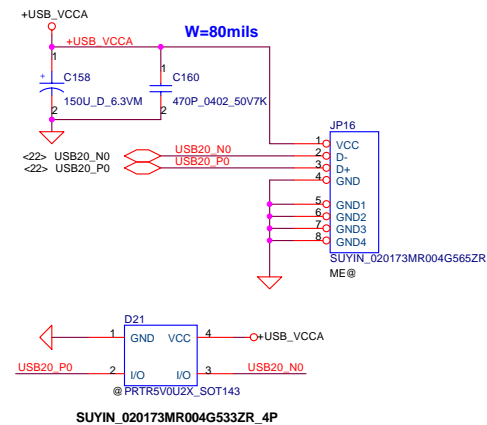 +USB_VCCA
+USB_VCCA
W=80mils
1
+ C158
150U_D_6.3VM
2
1
C160
470P_0402_50V7K
2
JP16
<22> USB20_N0
USB20_N0
<22> USB20_P0
USB20_P0
1 VCC
2 D-
3 D+
4 GND
5 GND1
6 GND2
7 GND3
8 GND4
SUYIN_020173MR004G565ZR
ME@
D21
1 GND VCC 4
+USB_VCCA
USB20_P0 2 I/O I/O 3 USB20_N0
@ PRTR5V0U2X_SOT143
SUYIN_020173MR004G533ZR_4P